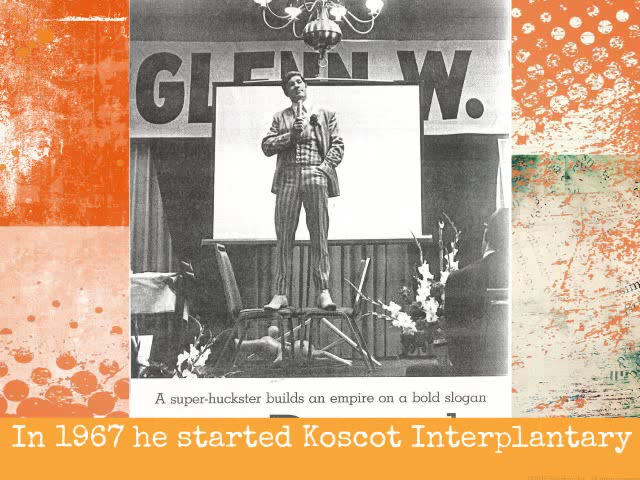 GLENN W.
A super-huckster builds an empire on a bold slogan
In 1967 he started Koscot Interplantary